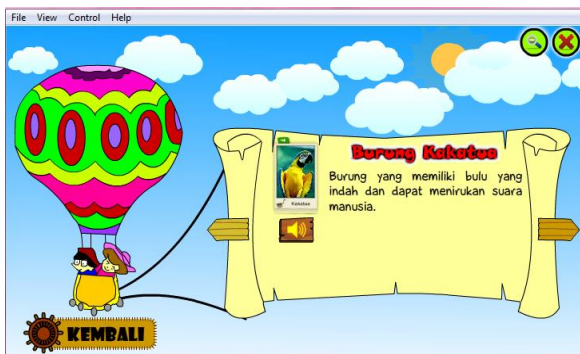 File View Control Help
Burung Kakatua
Burung yang memiliki bulu yang
indah dan dapat menirukan suara
manusia.
Kakatua
KEMBALI